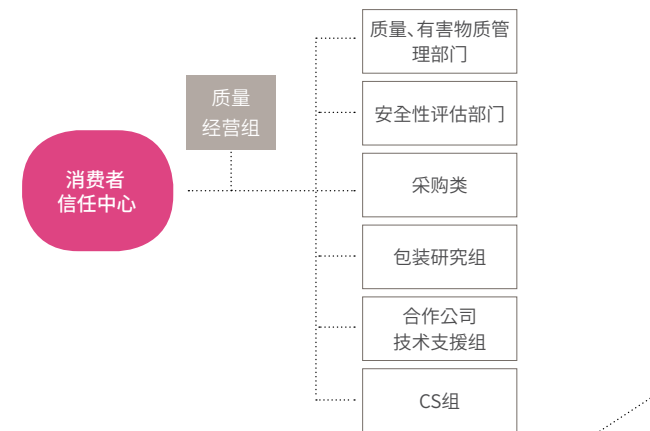 质量、有害物质管
理部门
质量
经营组
安全性评估部门
消费者
信任中心
采购类
包装研究组
合作公司
技术支援组
CS组